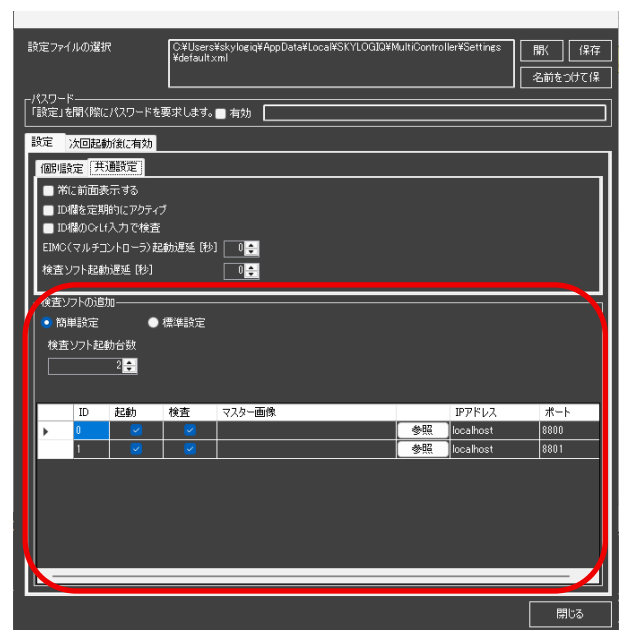 設定ファイルの選択
C:¥Users¥skylogiq¥AppData¥Local¥SKYLOGIQ¥MultiController¥Settings
¥default.xml
開く
保存
名前をつけて保
パスワード
「設定」を開く際にパスワードを要求します。 有効
設定 次回起動後に有効
個別設定 共通設定
常に前面表示する
ID欄を定期的にアクティブ
ID欄のCrLf入力で検査
EIMC(マルチコントローラ)起動遅延 [秒] 0
検査ソフト起動遅延 [秒] 0
検査ソフトの追加
簡単設定 標準設定
検査ソフト起動台数
2
ID 起動 検査 マスター画像 IPアドレス ポート
0 参照 localhost 8800
1 参照 localhost 8801
閉じる